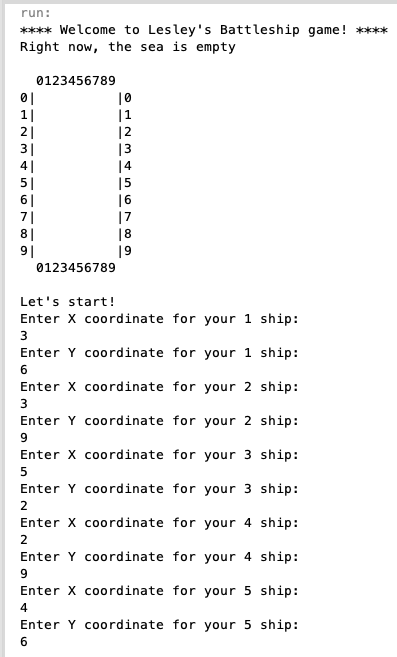 run:
**** Welcome to Lesley's Battleship game! ****
Right now, the sea is empty
  0123456789
0|          |0
1|          |1
2|          |2
3|          |3
4|          |4
5|          |5
6|          |6
7|          |7
8|          |8
9|          |9
  0123456789
Let's start!
Enter X coordinate for your 1 ship:
3
Enter Y coordinate for your 1 ship:
6
Enter X coordinate for your 2 ship:
3
Enter Y coordinate for your 2 ship:
9
Enter X coordinate for your 3 ship:
5
Enter Y coordinate for your 3 ship:
2
Enter X coordinate for your 4 ship:
2
Enter Y coordinate for your 4 ship:
9
Enter X coordinate for your 5 ship:
4
Enter Y coordinate for your 5 ship:
6